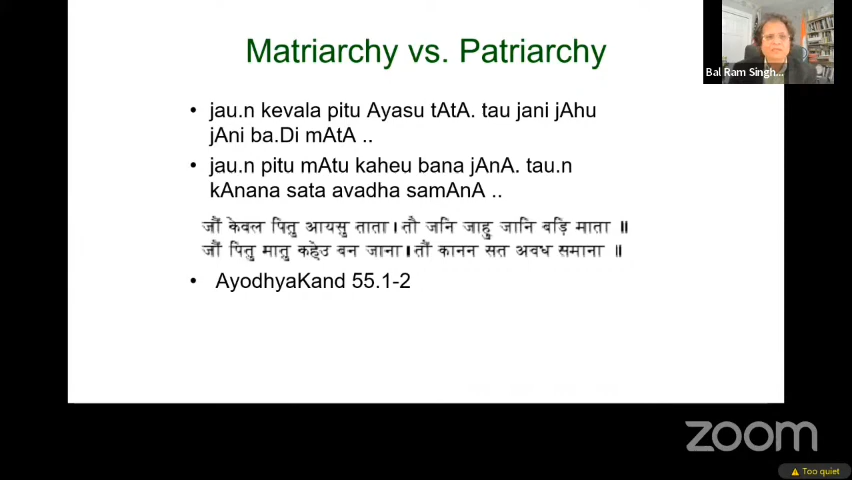 Matriarchy vs. Patriarchy
Bal Ram Singh...
• jau.n kevala pitu Ayasu tAtA. tau jani jAhu
jAni ba.Di mAtA ..
• jau.n pitu mAtu kaheu bana jAnA. tau.n
kAnana sata avadha samAnA ..
जौं केवल पितु आयसु ताता। तौ जनि जाहु जानि बड़ि माता ॥
जौं पितु मातु कहेउ बन जाना। तौं कानन सत अवध समाना ॥
• AyodhyaKand 55.1-2
zoom
Too quiet